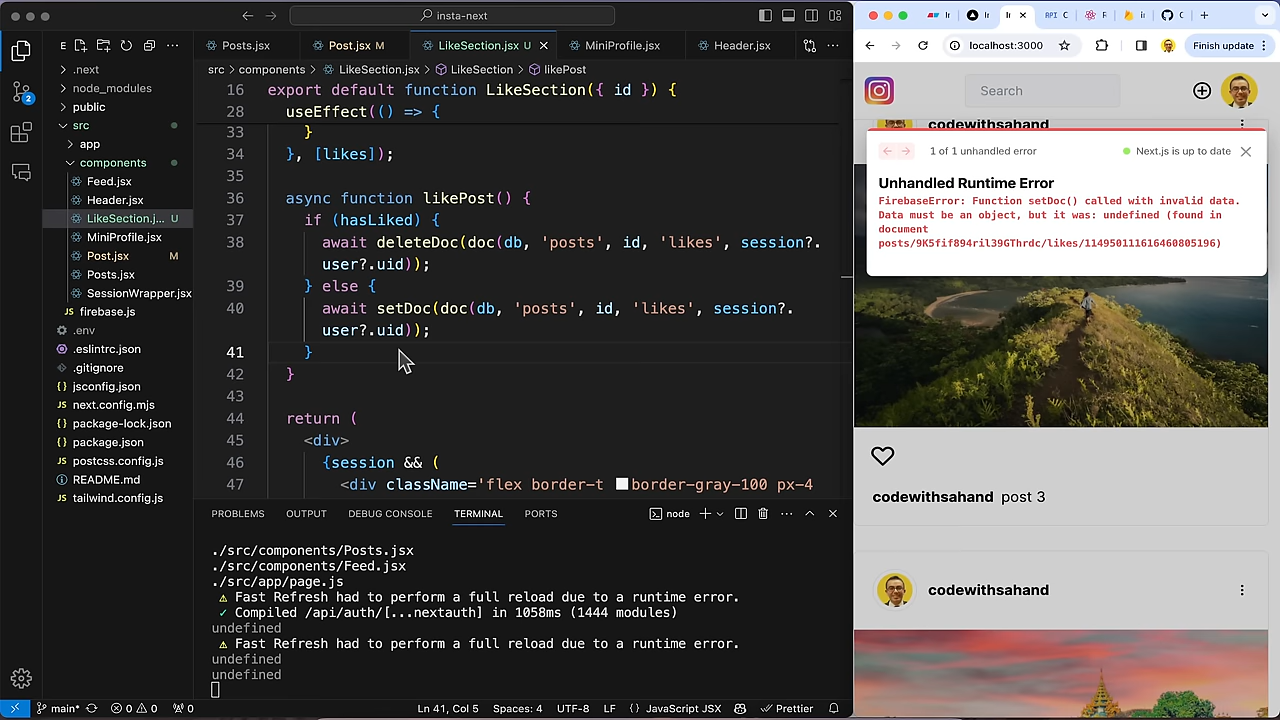 insta-next
Posts.jsx
Post.jsx M
LikeSection.jsx U
MiniProfile.jsx
Header.jsx
src > components > LikeSection.jsx > LikeSection > likePost
E
.next
node_modules
public
src
app
components
Feed.jsx
Header.jsx
LikeSection.j... U
MiniProfile.jsx
Post.jsx M
Posts.jsx
SessionWrapper.jsx
JS firebase.js
.env
.eslintrc.json
.gitignore
{} jsconfig.json
JS next.config.mjs
{} package-lock.json
{} package.json
JS postcss.config.js
README.md
JS tailwind.config.js
2
16 export default function LikeSection({ id }) {
28 useEffect(() => {
33 }
34 }, [likes]);
35
36 async function likePost() {
37 if (hasLiked) {
38 await deleteDoc(doc(db, 'posts', id, 'likes', session?.
user?.uid));
39 } else {
40 await setDoc(doc(db, 'posts', id, 'likes', session?.
user?.uid));
41 }
42 }
43
44 return (
45 <div>
46 {session && (
47 <div className='flex border-t border-gray-100 px-4
PROBLEMS
OUTPUT
DEBUG CONSOLE
TERMINAL
PORTS
node
./src/components/Posts.jsx
./src/components/Feed.jsx
./src/app/page.js
⚠ Fast Refresh had to perform a full reload due to a runtime error.
✓ Compiled /api/auth/[...nextauth] in 1058ms (1444 modules)
undefined
⚠ Fast Refresh had to perform a full reload due to a runtime error.
undefined
undefined
main*
0
0
0
Ln 41, Col 5
Spaces: 4
UTF-8
LF
{} JavaScript JSX
Prettier
API
localhost:3000
Finish update
Search
codewithsahand
1 of 1 unhandled error
Next.js is up to date
Unhandled Runtime Error
FirebaseError: Function setDoc() called with invalid data.
Data must be an object, but it was: undefined (found in
document
posts/9K5fif894ril39GThrdc/likes/114950111616460805196)
codewithsahand post 3
codewithsahand